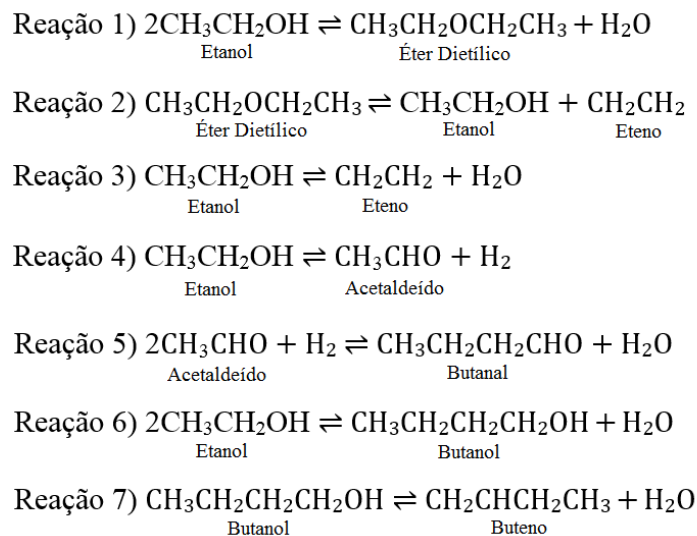 Reação 1) 2CH₃CH₂OH ⇌ CH₃CH₂OCH₂CH₃ + H₂O
Etanol Éter Dietílico
Reação 2) CH₃CH₂OCH₂CH₃ ⇌ CH₃CH₂OH + CH₂CH₂
Éter Dietílico Etanol Eteno
Reação 3) CH₃CH₂OH ⇌ CH₂CH₂ + H₂O
Etanol Eteno
Reação 4) CH₃CH₂OH ⇌ CH₃CHO + H₂
Etanol Acetaldeído
Reação 5) 2CH₃CHO + H₂ ⇌ CH₃CH₂CH₂CHO + H₂O
Acetaldeído Butanal
Reação 6) 2CH₃CH₂OH ⇌ CH₃CH₂CH₂CH₂OH + H₂O
Etanol Butanol
Reação 7) CH₃CH₂CH₂CH₂OH ⇌ CH₂CHCH₂CH₃ + H₂O
Butanol Buteno